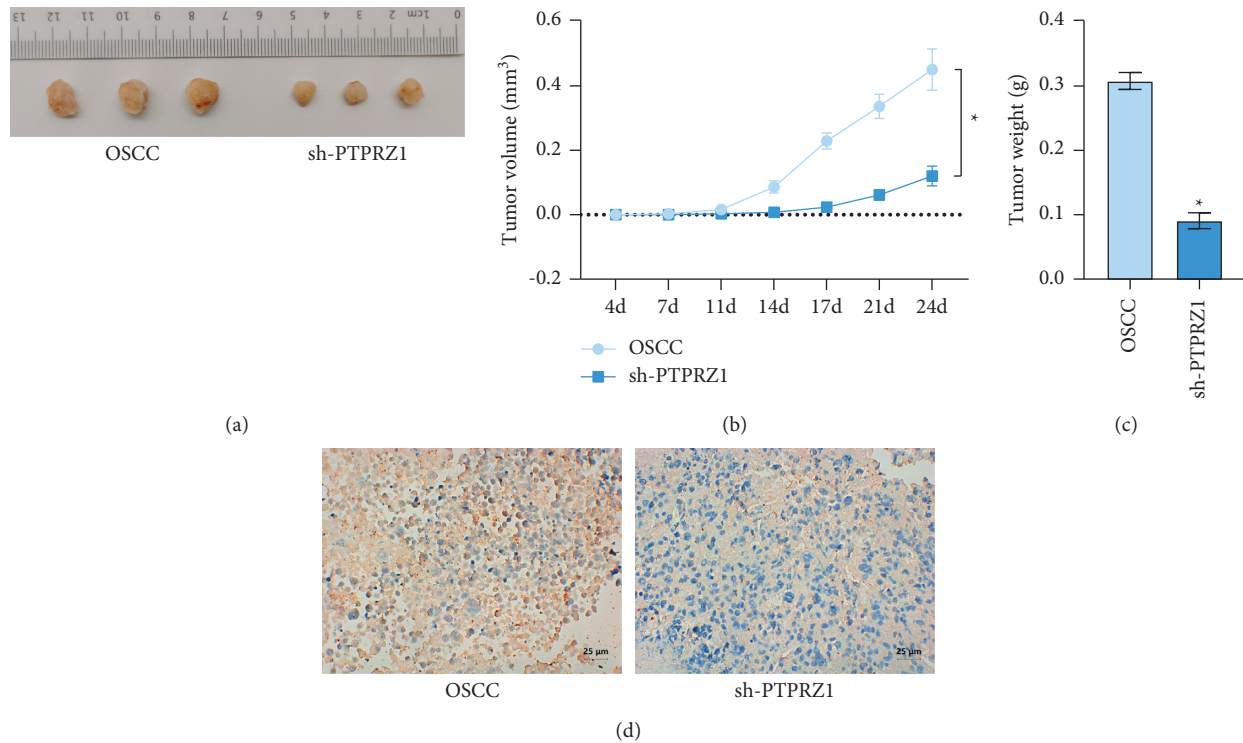 13 12 11 10 9 8 7 6 5 4 3 2 1cm 0
OSCC
sh-PTPRZ1
(a)
Tumor volume (mm³)
0.6
0.4
0.2
0.0
-0.2
*
4d 7d 11d 14d 17d 21d 24d
OSCC
sh-PTPRZ1
(b)
Tumor weight (g)
0.4
0.3
0.2
0.1
0.0
*
OSCC
sh-PTPRZ1
(c)
25 µm
25 µm
OSCC
sh-PTPRZ1
(d)